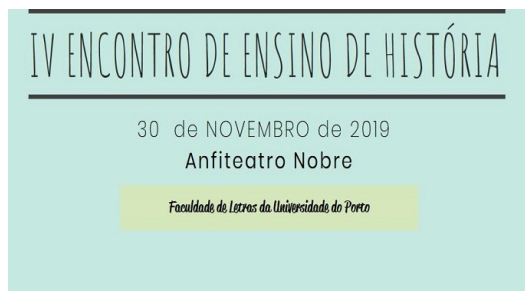 IV ENCONTRO DE ENSINO DE HISTÓRIA
30 de NOVEMBRO de 2019
Anfiteatro Nobre
Faculdade de Letras da Universidade do Porto